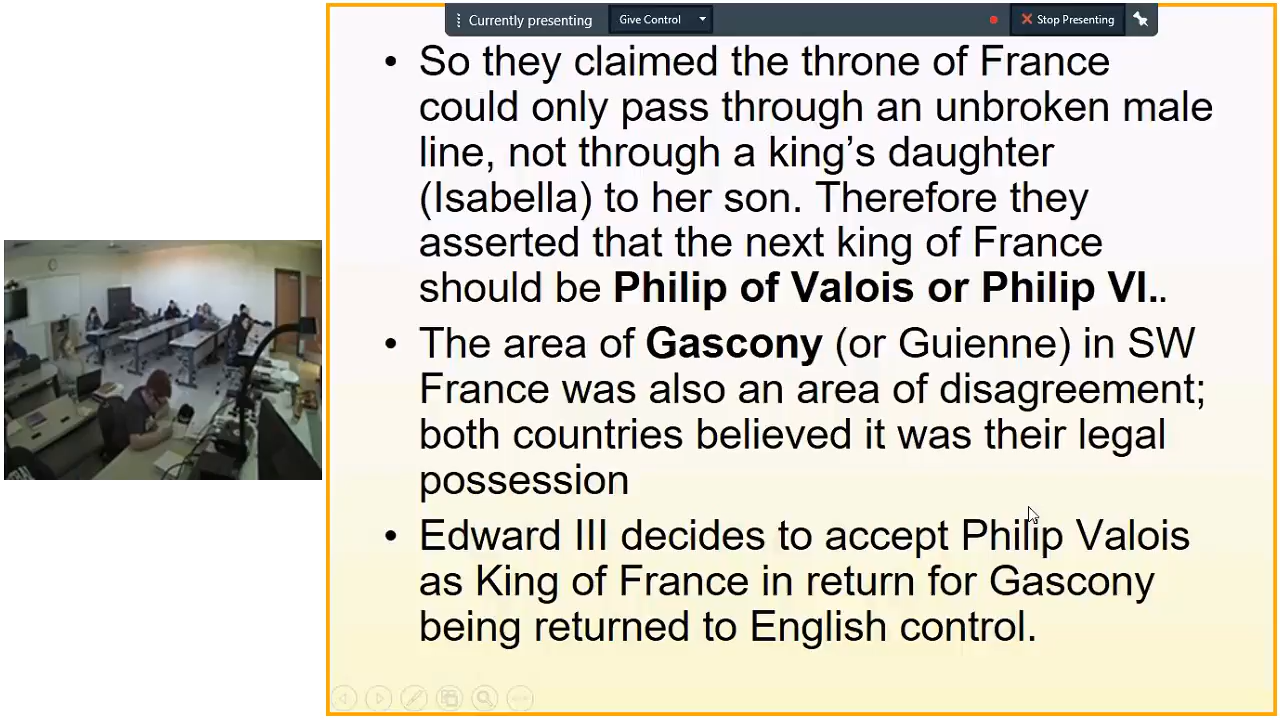 Currently presenting Give Control Stop Presenting
• So they claimed the throne of France
could only pass through an unbroken male
line, not through a king’s daughter
(Isabella) to her son. Therefore they
asserted that the next king of France
should be Philip of Valois or Philip VI..
• The area of Gascony (or Guienne) in SW
France was also an area of disagreement;
both countries believed it was their legal
possession
• Edward III decides to accept Philip Valois
as King of France in return for Gascony
being returned to English control.